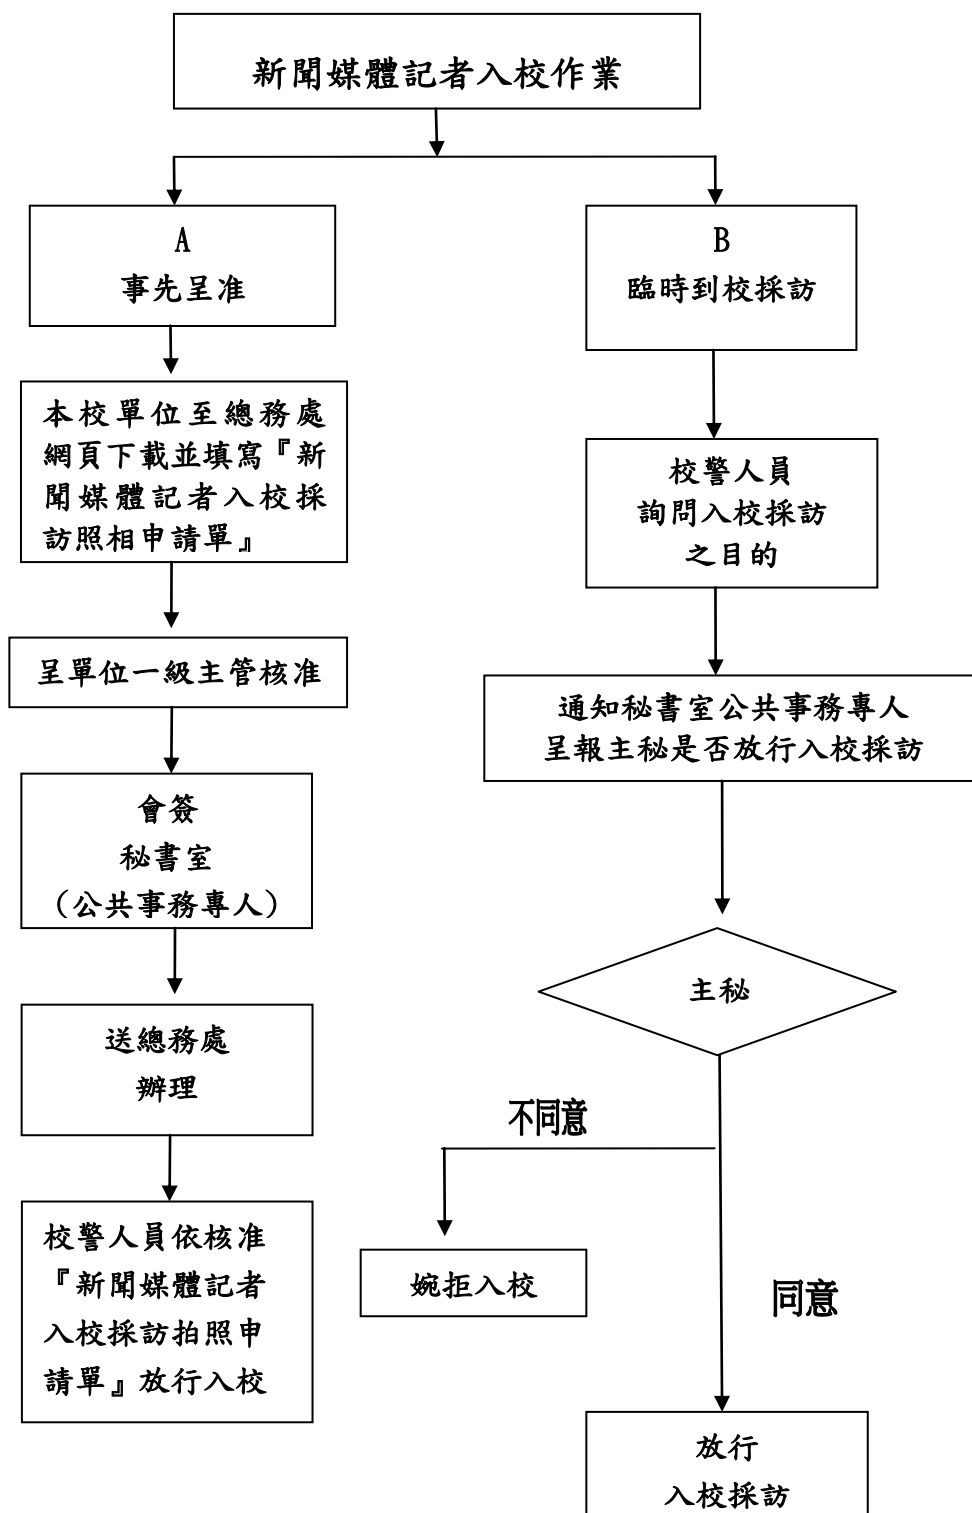 新聞媒體記者入校作業
A
事先呈准
本校單位至總務處
網頁下載並填寫『新
聞媒體記者入校採
訪照相申請單』
呈單位一級主管核准
會簽
秘書室
（公共事務專人）
送總務處
辦理
校警人員依核准
『新聞媒體記者
入校採訪拍照申
請單』放行入校
B
臨時到校採訪
校警人員
詢問入校採訪
之目的
通知秘書室公共事務專人
呈報主秘是否放行入校採訪
主秘
不同意
婉拒入校
同意
放行
入校採訪